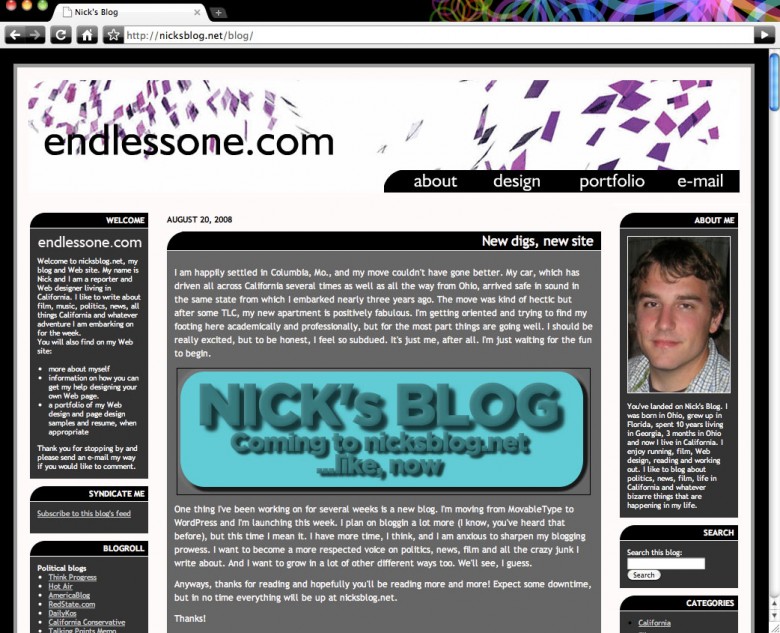 Nick's Blog
http://nicksblog.net/blog/
endlessone.com
about design portfolio e-mail
WELCOME
endlessone.com
Welcome to nicksblog.net, my
blog and Web site. My name is
Nick and I am a reporter and
Web designer living in
California. I like to write about
film, music, politics, news, all
things California and whatever
adventure I am embarking on
for the week.
You will also find on my Web
site:
more about myself
information on how you can
get my help designing your
own Web page.
a portfolio of my Web
design and page design
samples and resume, when
appropriate
Thank you for stopping by and
please send an e-mail my way
if you would like to comment.
SYNDICATE ME
Subscribe to this blog's feed
BLOGROLL
Political blogs
Think Progress
Hot Air
AmericaBlog
RedState.com
DailyKos
California Conservative
Talking Points Memo
AUGUST 20, 2008
New digs, new site
I am happily settled in Columbia, Mo., and my move couldn't have gone better. My car, which has
driven all across California several times as well as all the way from Ohio, arrived safe in sound in
the same state from which I embarked nearly three years ago. The move was kind of hectic but
after some TLC, my new apartment is positively fabulous. I'm getting oriented and trying to find my
footing here academically and professionally, but for the most part things are going well. I should be
really excited, but to be honest, I feel so subdued. It's just me, after all. I'm just waiting for the fun
to begin.
NICK's BLOG
Coming to nicksblog.net
...like, now
One thing I've been working on for several weeks is a new blog. I'm moving from MovableType to
WordPress and I'm launching this week. I plan on bloggin a lot more (I know, you've heard that
before), but this time I mean it. I have more time, I think, and I am anxious to sharpen my blogging
prowess. I want to become a more respected voice on politics, news, film and all the crazy junk I
write about. And I want to grow in a lot of other different ways too. We'll see, I guess.
Anyways, thanks for reading and hopefully you'll be reading more and more! Expect some downtime,
but in no time everything will be up at nicksblog.net.
Thanks!
ABOUT ME
You've landed on Nick's Blog. I
was born in Ohio, grew up in
Florida, spent 10 years living
in Georgia, 3 months in Ohio
and now I live in California. I
enjoy running, film, Web
design, reading and working
out. I like to blog about
politics, news, film, life in
California and whatever
bizarre things that are
happening in my life.
SEARCH
Search this blog:
Search
CATEGORIES
California